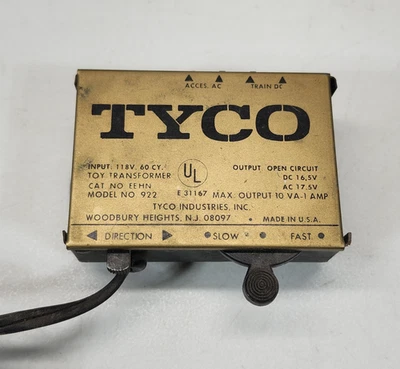 ACCES. AC TRAIN DC
TYCO
INPUT: 118V. 60 CY. OUTPUT OPEN CIRCUIT
TOY TRANSFORMER UL DC 16.5V
CAT NO EEHN AC 17.5V
MODEL NO. 922 E 31167 MAX. OUTPUT 10 VA-1 AMP
TYCO INDUSTRIES, INC.
WOODBURY HEIGHTS, N.J. 08097 MADE IN U.S.A.
DIRECTION SLOW FAST